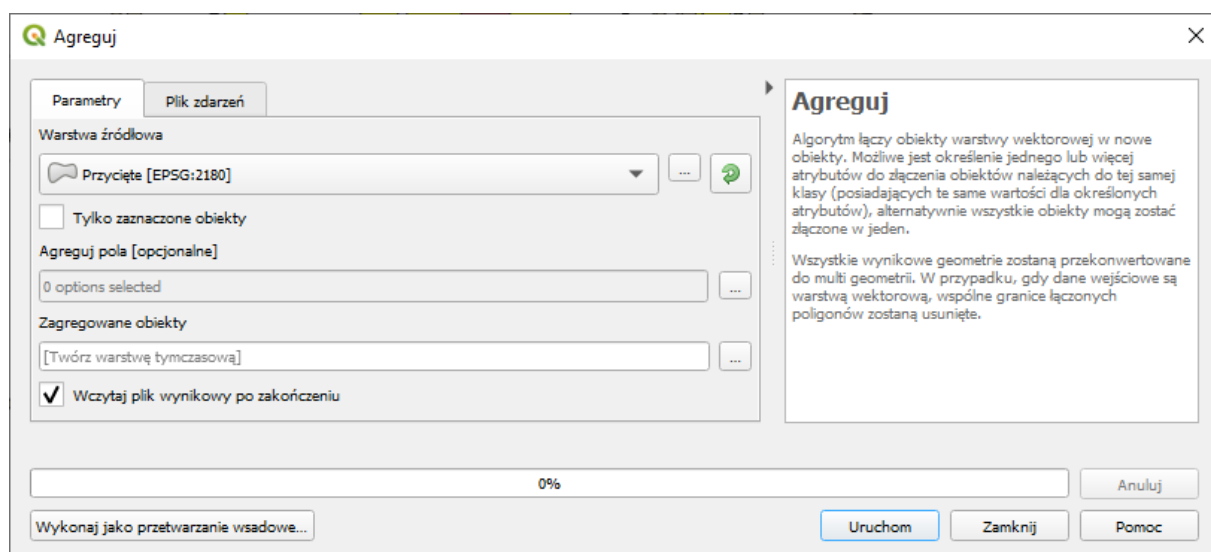 Agreguj
Parametry
Plik zdarzeń
Warstwa źródłowa
Przycięte [EPSG:2180]
...
Tylko zaznaczone obiekty
Agreguj pola [opcjonalne]
0 options selected
...
Zagregowane obiekty
[Twórz warstwę tymczasową]
...
Wczytaj plik wynikowy po zakończeniu
Agreguj
Algorytm łączy obiekty warstwy wektorowej w nowe
obiekty. Możliwe jest określenie jednego lub więcej
atrybutów do złączenia obiektów należących do tej samej
klasy (posiadających te same wartości dla określonych
atrybutów), alternatywnie wszystkie obiekty mogą zostać
złączone w jeden.
Wszystkie wynikowe geometrie zostaną przekonwertowane
do multi geometrii. W przypadku, gdy dane wejściowe są
warstwą wektorową, wspólne granice łączonych
poligonów zostaną usunięte.
0%
Anuluj
Wykonaj jako przetwarzanie wsadowe...
Uruchom
Zamknij
Pomoc